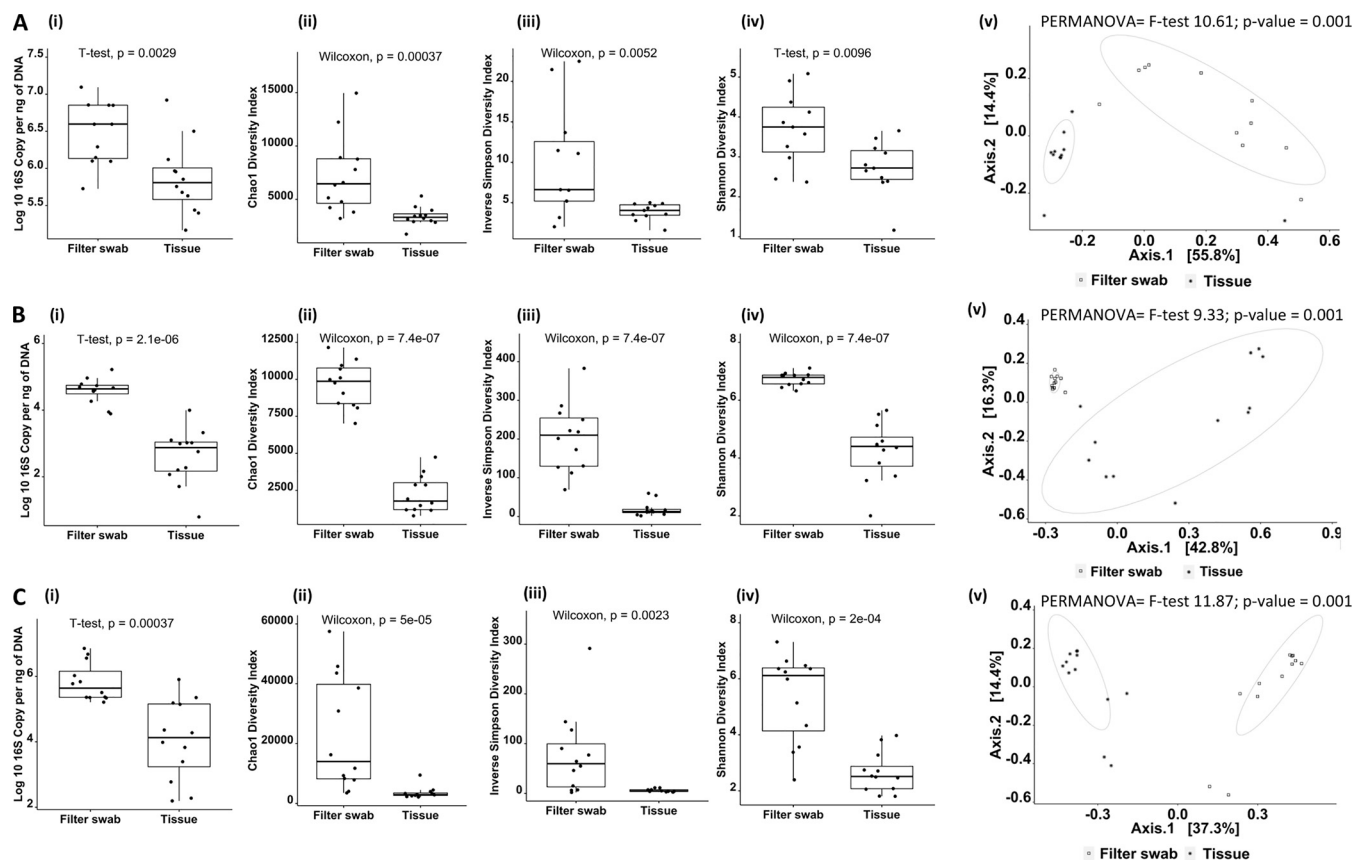 A
(i)
T-test, p = 0.0029
Log 10 16S Copy per ng of DNA
7.5
7.0
6.5
6.0
5.5
Filter swab
Tissue
(ii)
Wilcoxon, p = 0.00037
Chao1 Diversity Index
15000
10000
5000
Filter swab
Tissue
(iii)
Wilcoxon, p = 0.0052
Inverse Simpson Diversity Index
20
15
10
5
Filter swab
Tissue
(iv)
T-test, p = 0.0096
Shannon Diversity Index
5
4
3
2
1
Filter swab
Tissue
(v)
PERMANOVA= F-test 10.61; p-value = 0.001
Axis.2 [14.4%]
0.2
0.0
-0.2
-0.2 0.0 0.2 0.4 0.6
Axis.1 [55.8%]
Filter swab Tissue
B
(i)
T-test, p = 2.1e-06
Log 10 16S Copy per ng of DNA
6
4
2
Filter swab
Tissue
(ii)
Wilcoxon, p = 7.4e-07
Chao1 Diversity Index
12500
10000
7500
5000
2500
Filter swab
Tissue
(iii)
Wilcoxon, p = 7.4e-07
Inverse Simpson Diversity Index
400
300
200
100
0
Filter swab
Tissue
(iv)
Wilcoxon, p = 7.4e-07
Shannon Diversity Index
8
6
4
2
Filter swab
Tissue
(v)
PERMANOVA= F-test 9.33; p-value = 0.001
Axis.2 [16.3%]
0.4
0.2
0.0
-0.2
-0.4
-0.6
-0.3 0.0 0.3 0.6 0.9
Axis.1 [42.8%]
Filter swab Tissue
C
(i)
T-test, p = 0.00037
Log 10 16S Copy per ng of DNA
6
4
2
Filter swab
Tissue
(ii)
Wilcoxon, p = 5e-05
Chao1 Diversity Index
60000
40000
20000
0
Filter swab
Tissue
(iii)
Wilcoxon, p = 0.0023
Inverse Simpson Diversity Index
300
200
100
0
Filter swab
Tissue
(iv)
Wilcoxon, p = 2e-04
Shannon Diversity Index
8
6
4
2
Filter swab
Tissue
(v)
PERMANOVA= F-test 11.87; p-value = 0.001
Axis.2 [14.4%]
0.4
0.2
0.0
-0.2
-0.4
-0.6
-0.3 0.0 0.3
Axis.1 [37.3%]
Filter swab Tissue